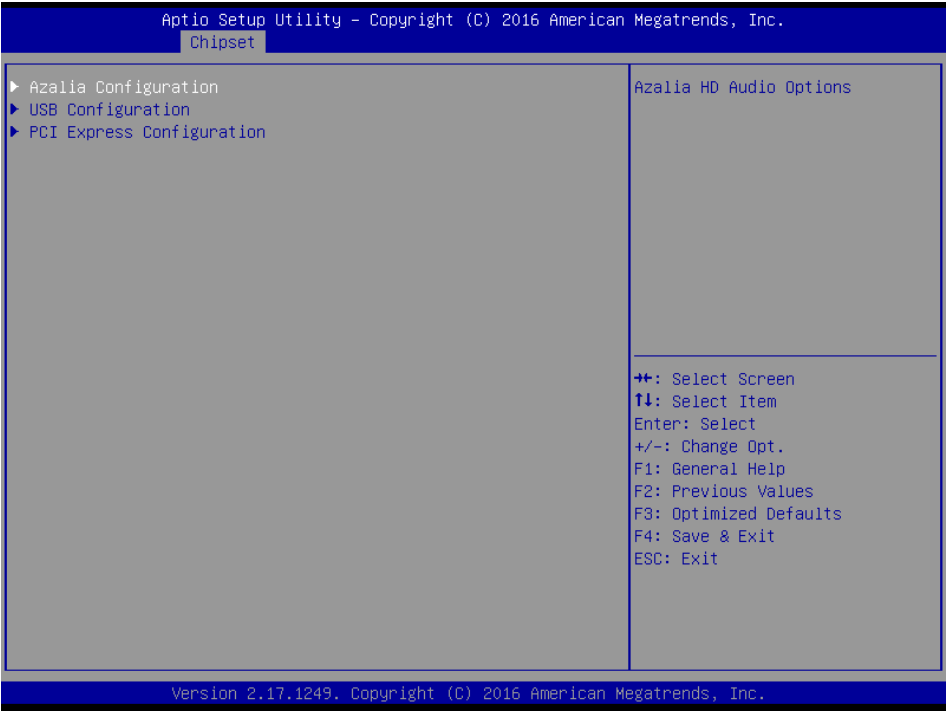 Aptio Setup Utility – Copyright (C) 2016 American Megatrends, Inc.
Chipset
▶ Azalia Configuration
▶ USB Configuration
▶ PCI Express Configuration
Azalia HD Audio Options
→←: Select Screen
↑↓: Select Item
Enter: Select
+/-: Change Opt.
F1: General Help
F2: Previous Values
F3: Optimized Defaults
F4: Save & Exit
ESC: Exit
Version 2.17.1249. Copyright (C) 2016 American Megatrends, Inc.